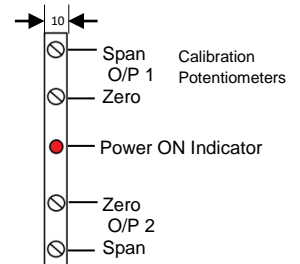 10
Span
Calibration
O/P 1
Potentiometers
Zero
Power ON Indicator
Zero
O/P 2
Span